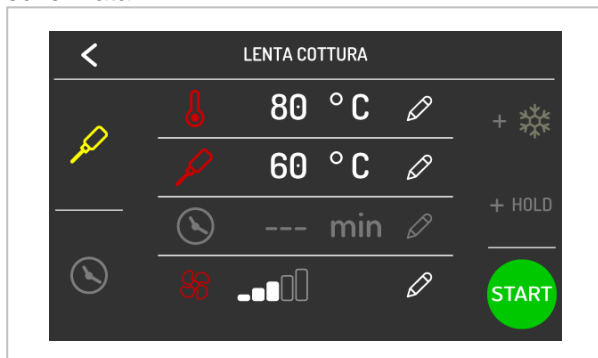 LENTA COTTURA
80 °C
+
60 °C
+ HOLD
--- min
START